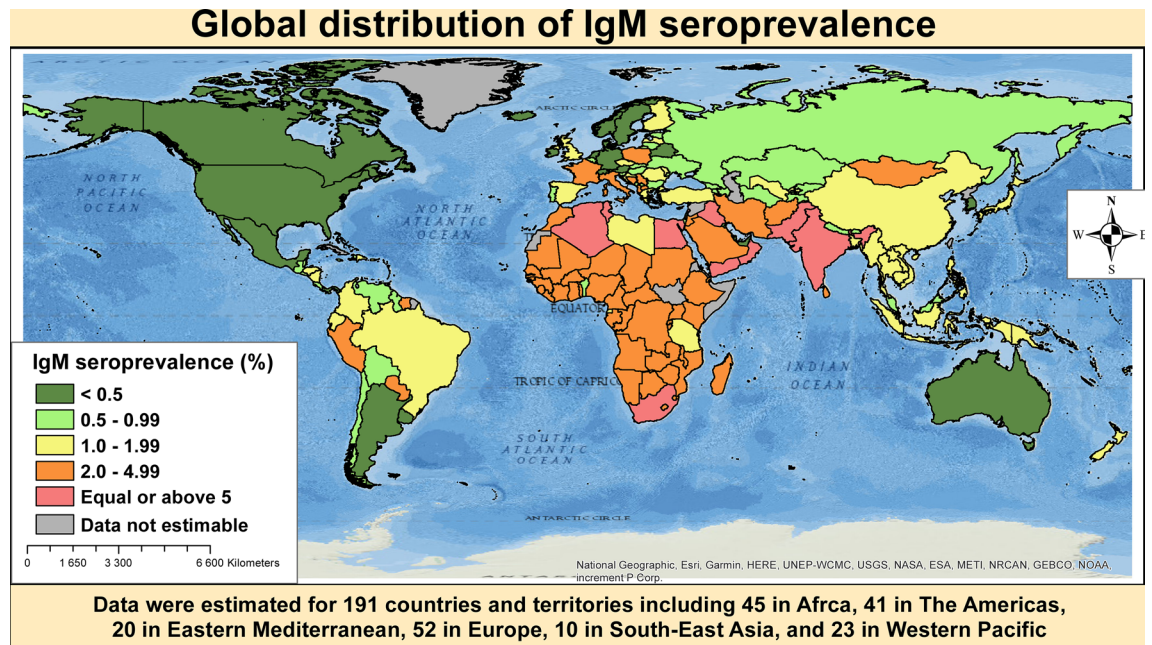 Global distribution of IgM seroprevalence
ARCTIC CIRCLE
NORTH
PACIFIC
OCEAN
NORTH
ATLANTIC
OCEAN
N
W
E
S
EQUATOR
INDIAN
OCEAN
TROPIC OF CAPRIC
SOUTH
ATLANTIC
OCEAN
ANTARCTIC CIRCLE
IgM seroprevalence (%)
< 0.5
0.5 - 0.99
1.0 - 1.99
2.0 - 4.99
Equal or above 5
Data not estimable
0 1 650 3 300 6 600 Kilometers
National Geographic, Esri, Garmin, HERE, UNEP-WCMC, USGS, NASA, ESA, METI, NRCAN, GEBCO, NOAA,
increment P Corp.
Data were estimated for 191 countries and territories including 45 in Afrca, 41 in The Americas,
20 in Eastern Mediterranean, 52 in Europe, 10 in South-East Asia, and 23 in Western Pacific